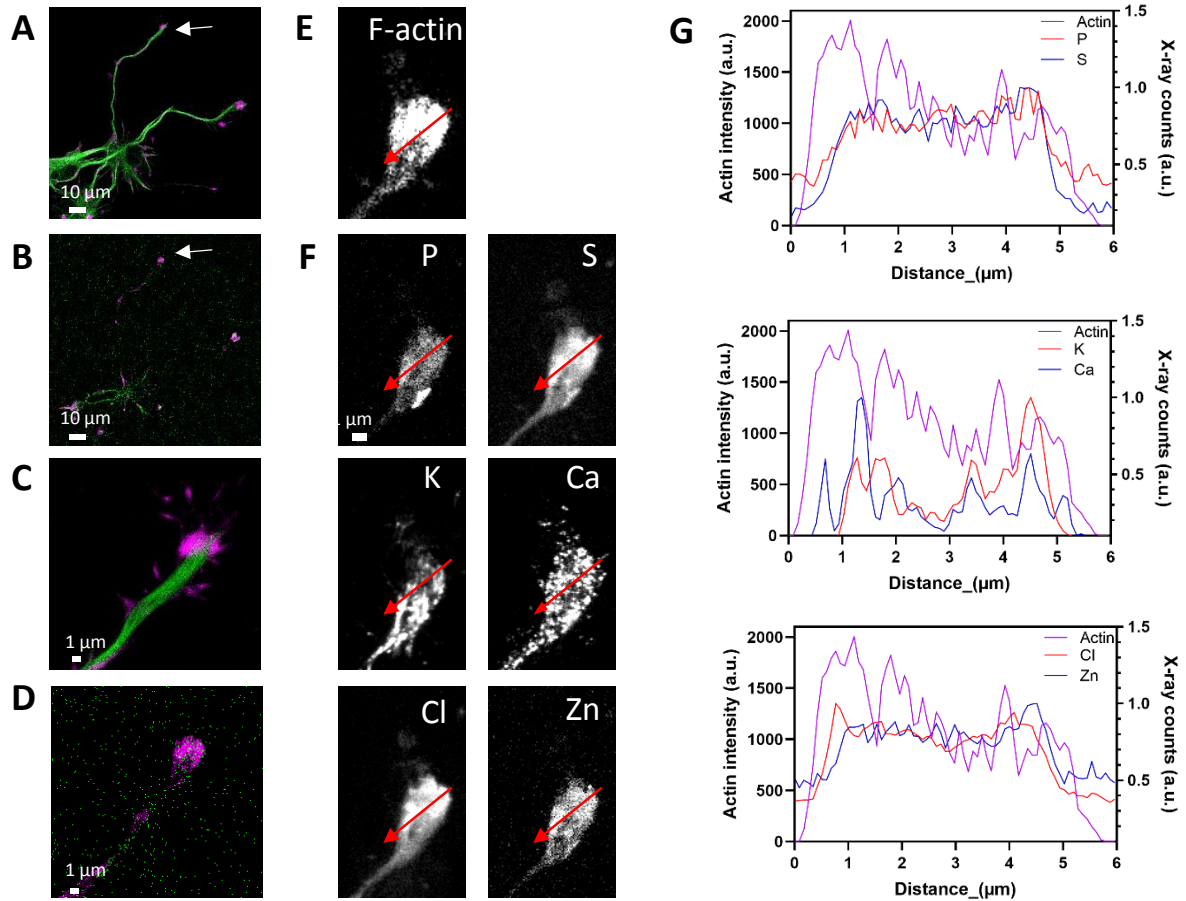 A
10 µm
B
10 µm
C
1 µm
D
1 µm
E
F-actin
F
P
S
µm
K
Ca
Cl
Zn
G
2000
1500
1000
500
0
Actin intensity (a.u.)
1.5
1.0
0.5
X-ray counts (a.u.)
Actin
P
S
0 1 2 3 4 5 6
Distance_(µm)
2000
1500
1000
500
0
Actin intensity (a.u.)
1.5
1.0
0.5
X-ray counts (a.u.)
Actin
K
Ca
0 1 2 3 4 5 6
Distance_(µm)
2000
1500
1000
500
0
Actin intensity (a.u.)
1.5
1.0
0.5
X-ray counts (a.u.)
Actin
Cl
Zn
0 1 2 3 4 5 6
Distance_(µm)